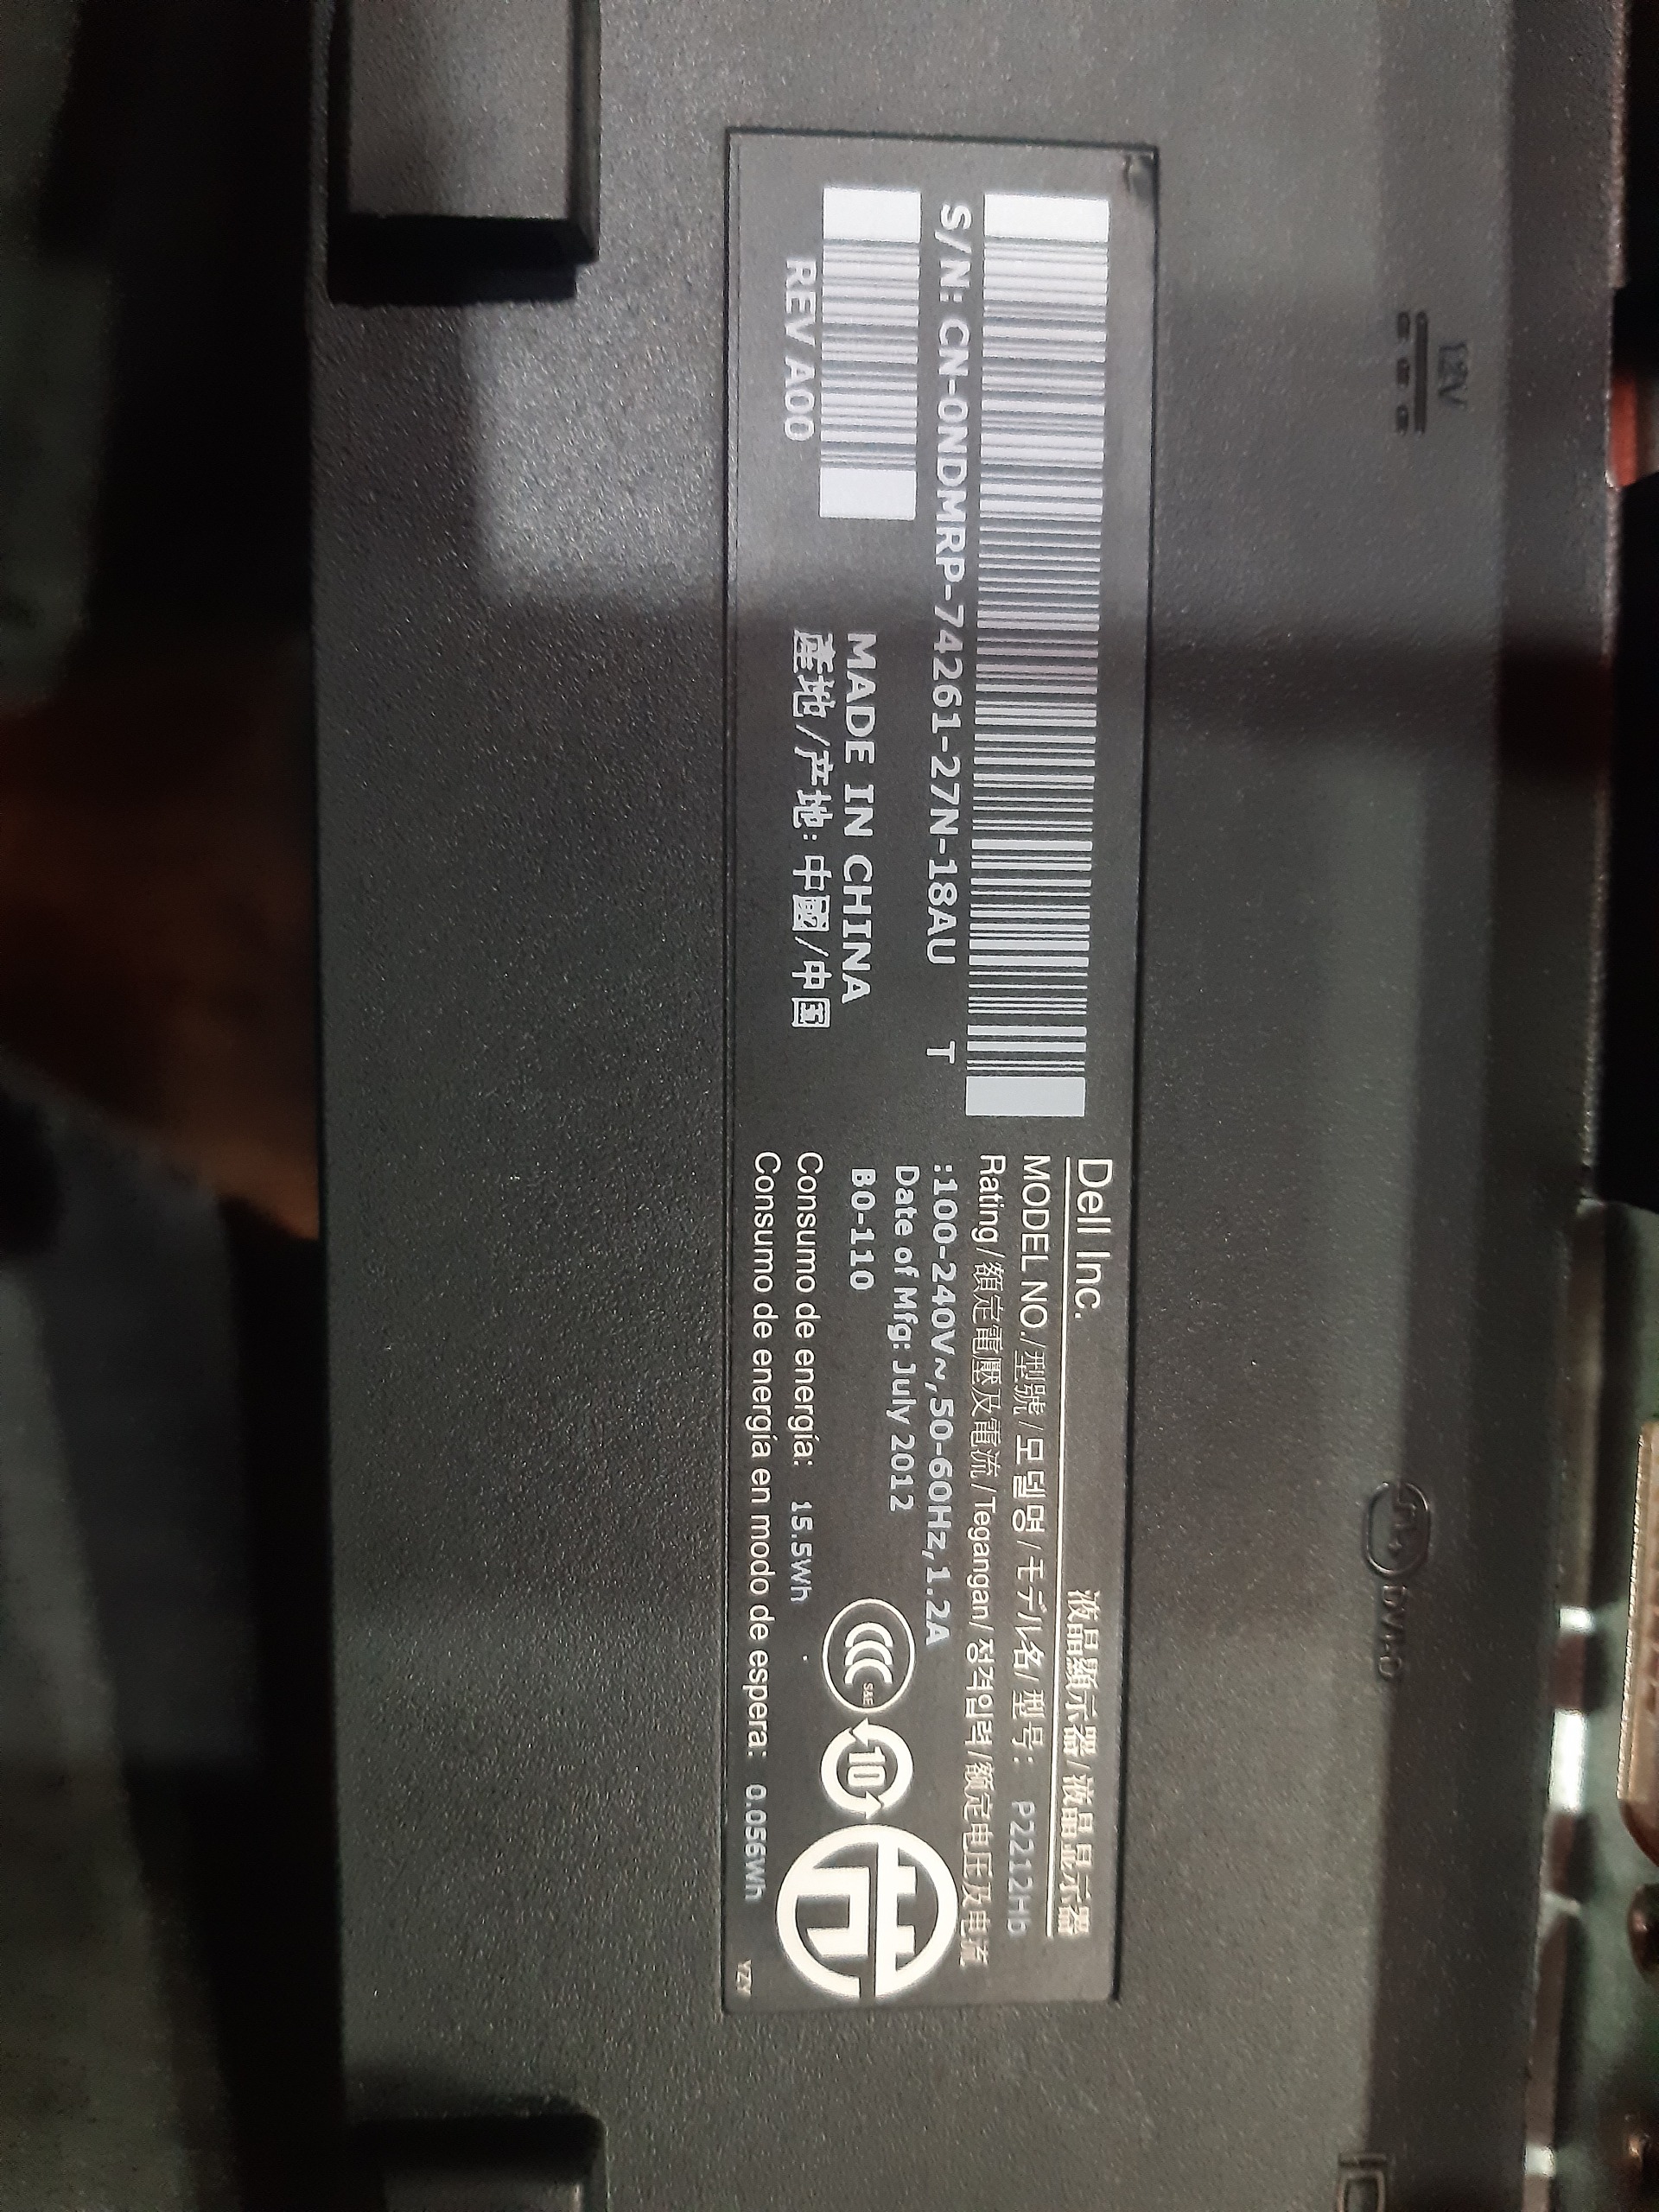 12V
DVI-D
S/N: CN-0NDMRP-74261-27N-18AU T
REV A00
MADE IN CHINA
產地/产地: 中國/中国
Dell Inc. 液晶顯示器/液晶显示器
MODEL NO./型號/모델명/モデル名/型号: P2212Hb
Rating/額定電壓及電流/Tegangan/정격입력/额定电压及电流
:100-240V~,50-60Hz,1.2A
Date of Mfg: July 2012
B0-110
S&E
10
Consumo de energía: 15.5Wh
Consumo de energía en modo de espera: 0.056Wh
YZY